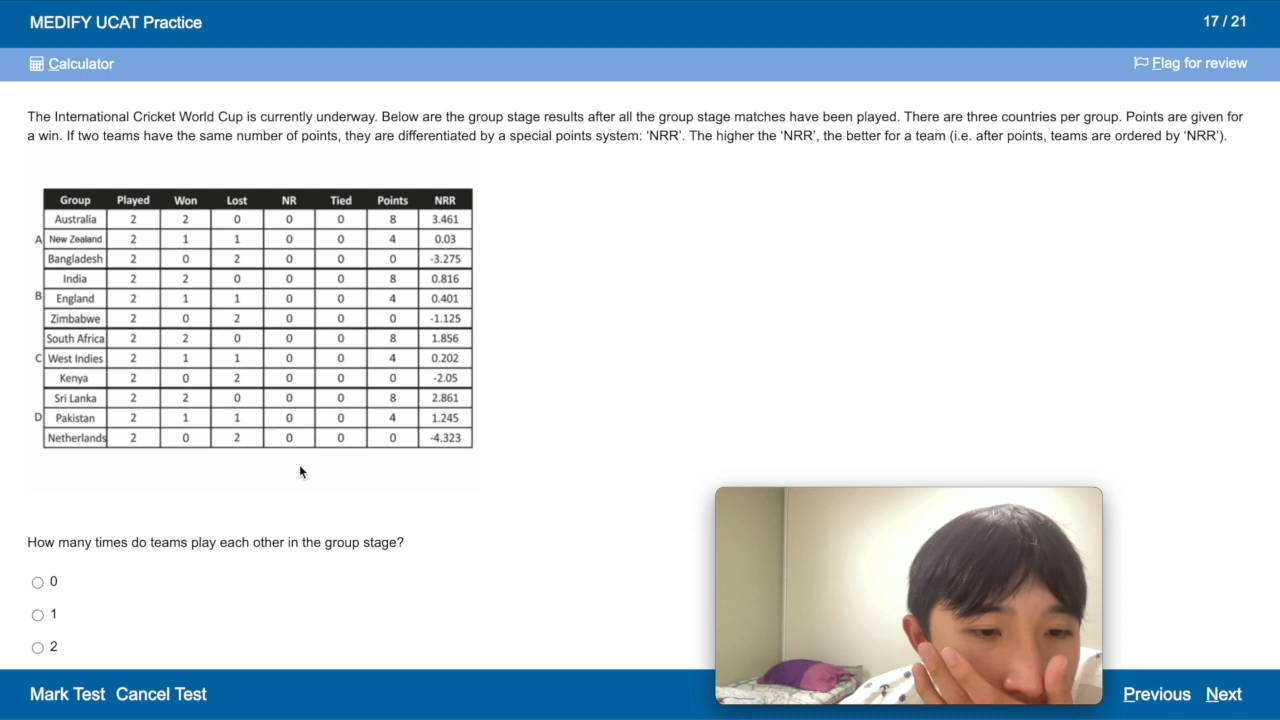 MEDIFY UCAT Practice
17 / 21
Calculator
Flag for review
The International Cricket World Cup is currently underway. Below are the group stage results after all the group stage matches have been played. There are three countries per group. Points are given for
a win. If two teams have the same number of points, they are differentiated by a special points system: ‘NRR’. The higher the ‘NRR’, the better for a team (i.e. after points, teams are ordered by ‘NRR’).
Group Played Won Lost NR Tied Points NRR
Australia 2 2 0 0 0 8 3.461
A New Zealand 2 1 1 0 0 4 0.03
Bangladesh 2 0 2 0 0 0 -3.275
India 2 2 0 0 0 8 0.816
B England 2 1 1 0 0 4 0.401
Zimbabwe 2 0 2 0 0 0 -1.125
South Africa 2 2 0 0 0 8 1.856
C West Indies 2 1 1 0 0 4 0.202
Kenya 2 0 2 0 0 0 -2.05
Sri Lanka 2 2 0 0 0 8 2.861
D Pakistan 2 1 1 0 0 4 1.245
Netherlands 2 0 2 0 0 0 -4.323
How many times do teams play each other in the group stage?
0
1
2
Mark Test Cancel Test
Previous Next